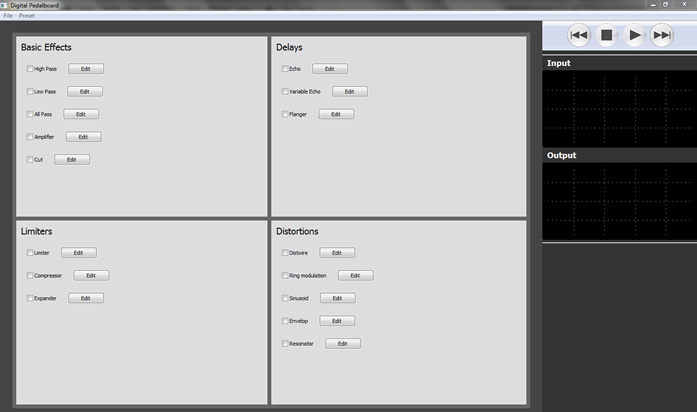 Digital Pedalboard
File Preset
Basic Effects
High Pass Edit
Low Pass Edit
All Pass Edit
Amplifier Edit
Cut Edit
Delays
Echo Edit
Variable Echo Edit
Flanger Edit
Limiters
Limiter Edit
Compressor Edit
Expander Edit
Distortions
Distwire Edit
Ring modulation Edit
Sinusoid Edit
Envelop Edit
Resonator Edit
Input
Output